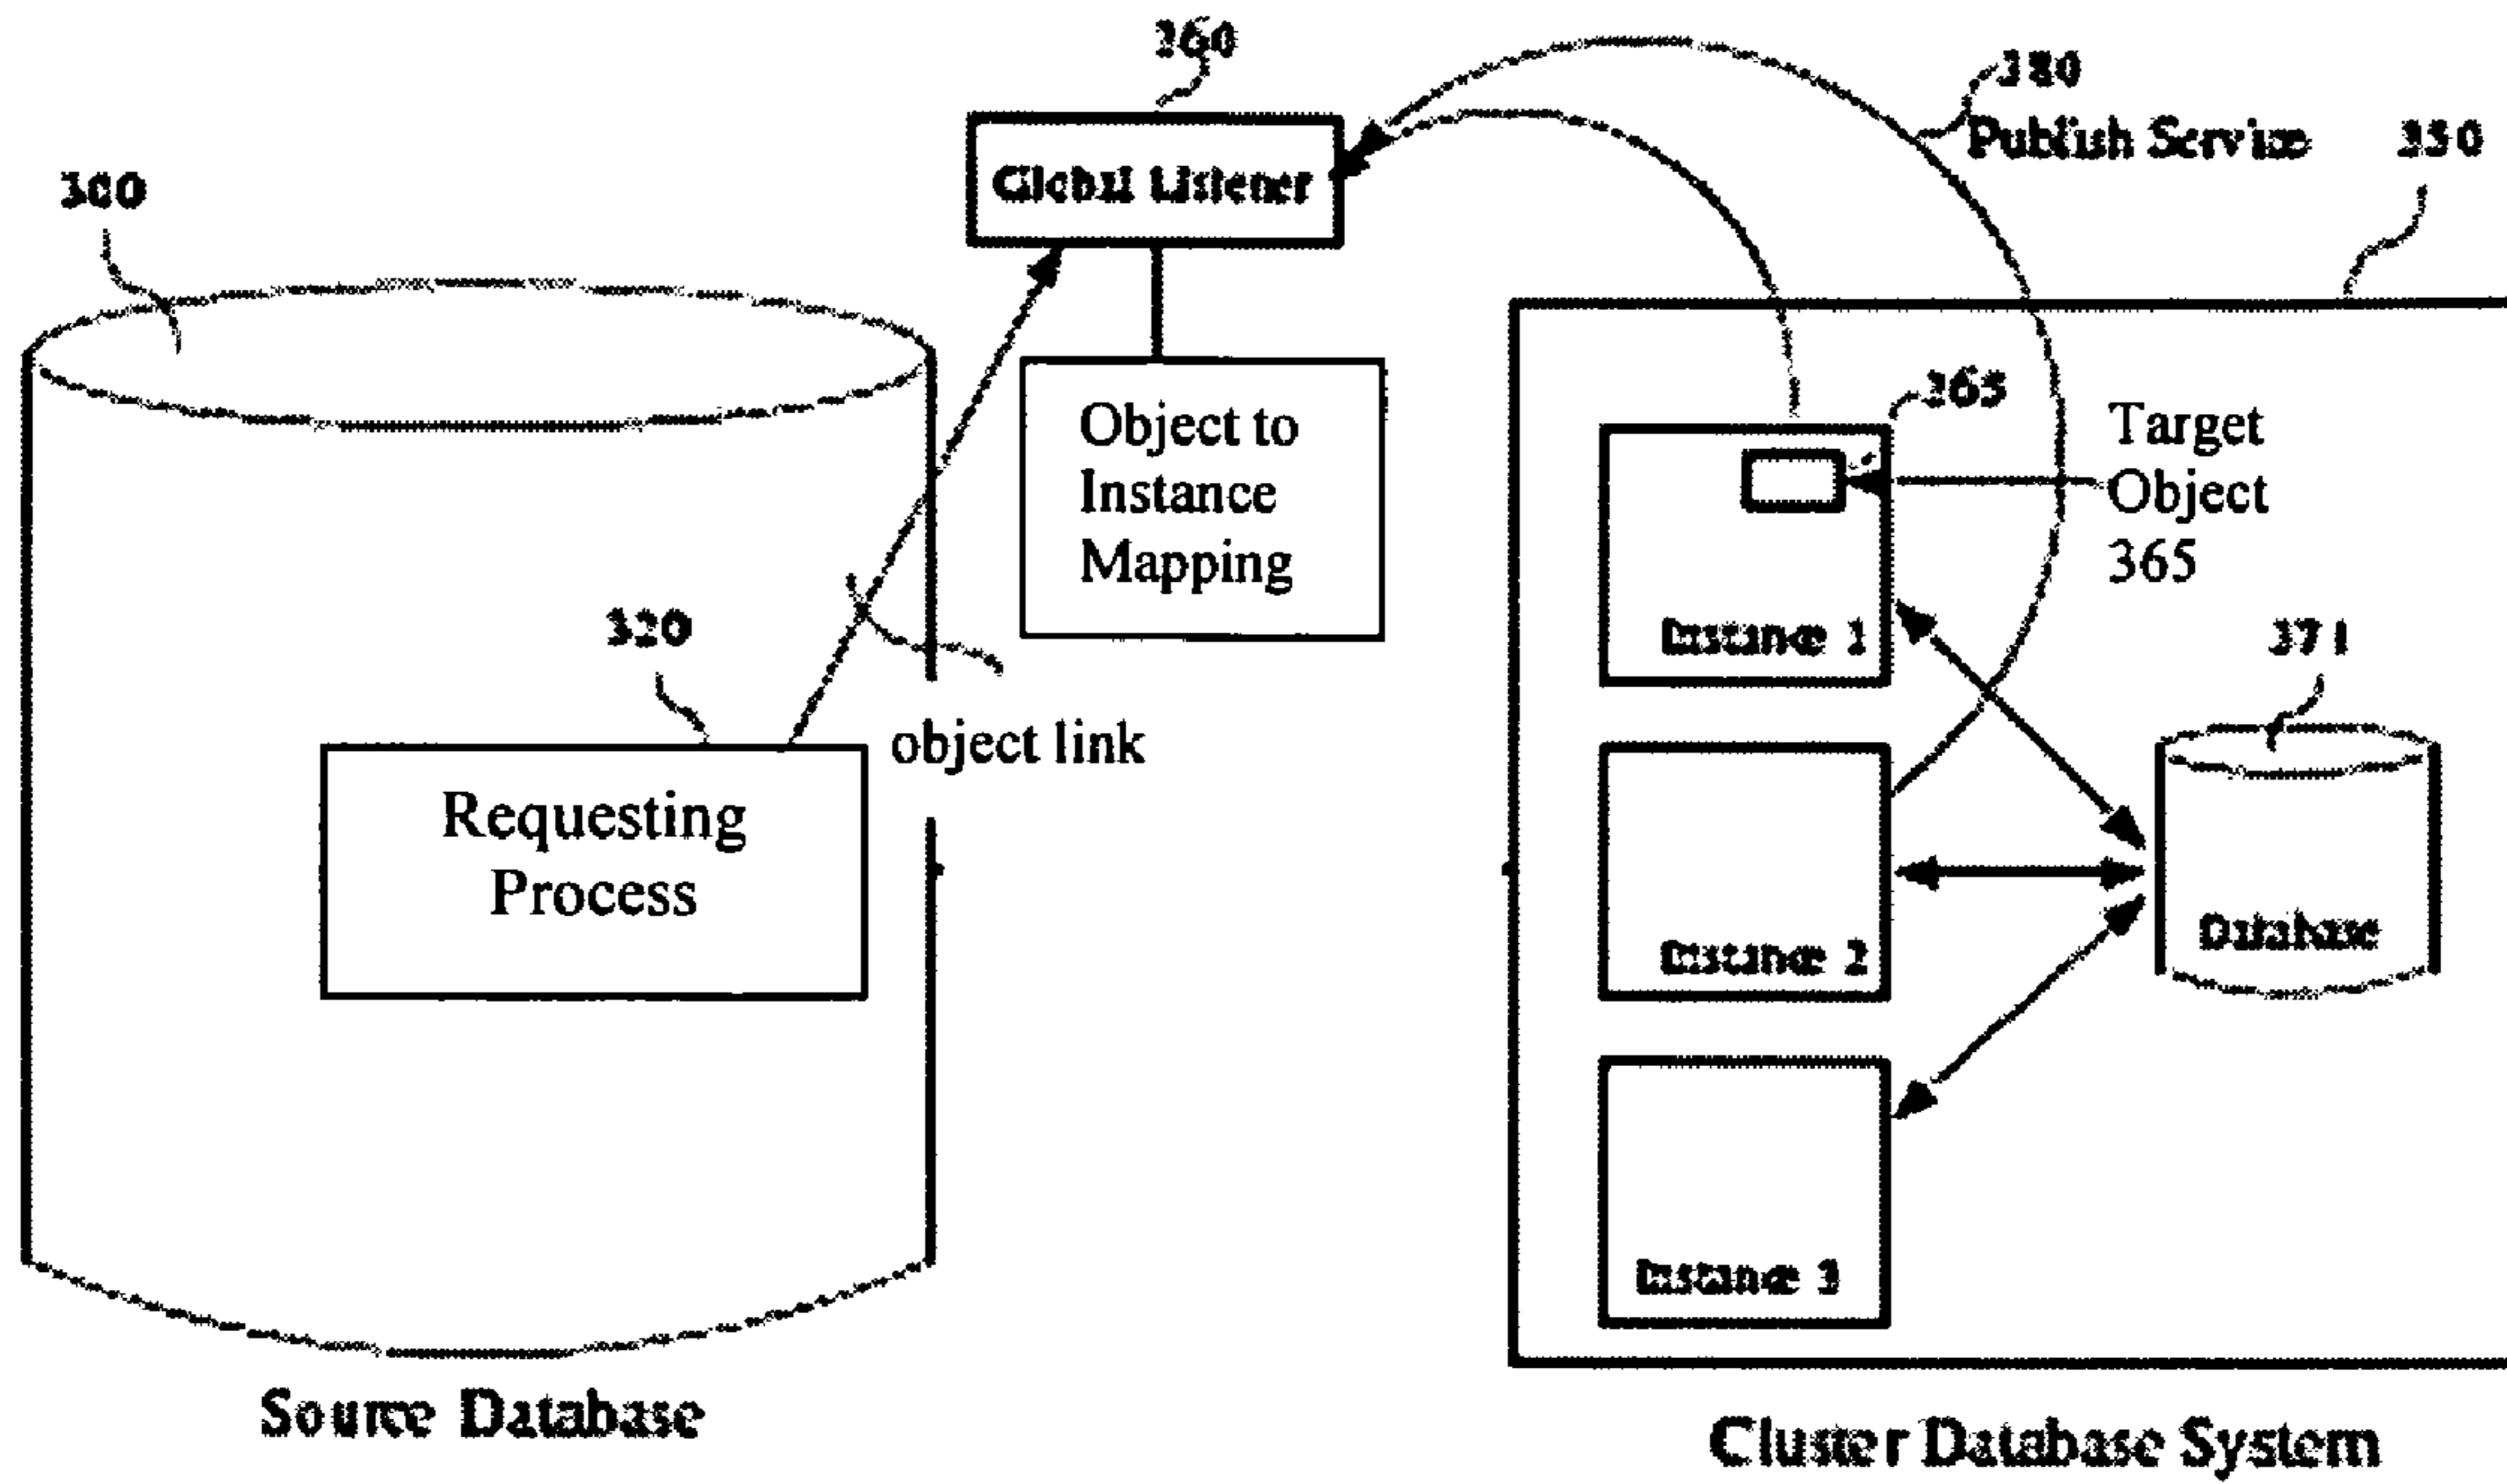 360
380
Publish Service
350
300
Global Listener
365
Object to
Instance
Mapping
Target
Object
365
320
Instance 1
371
object link
Requesting
Process
Database
Instance 2
Instance 3
Source Database
Cluster Database System